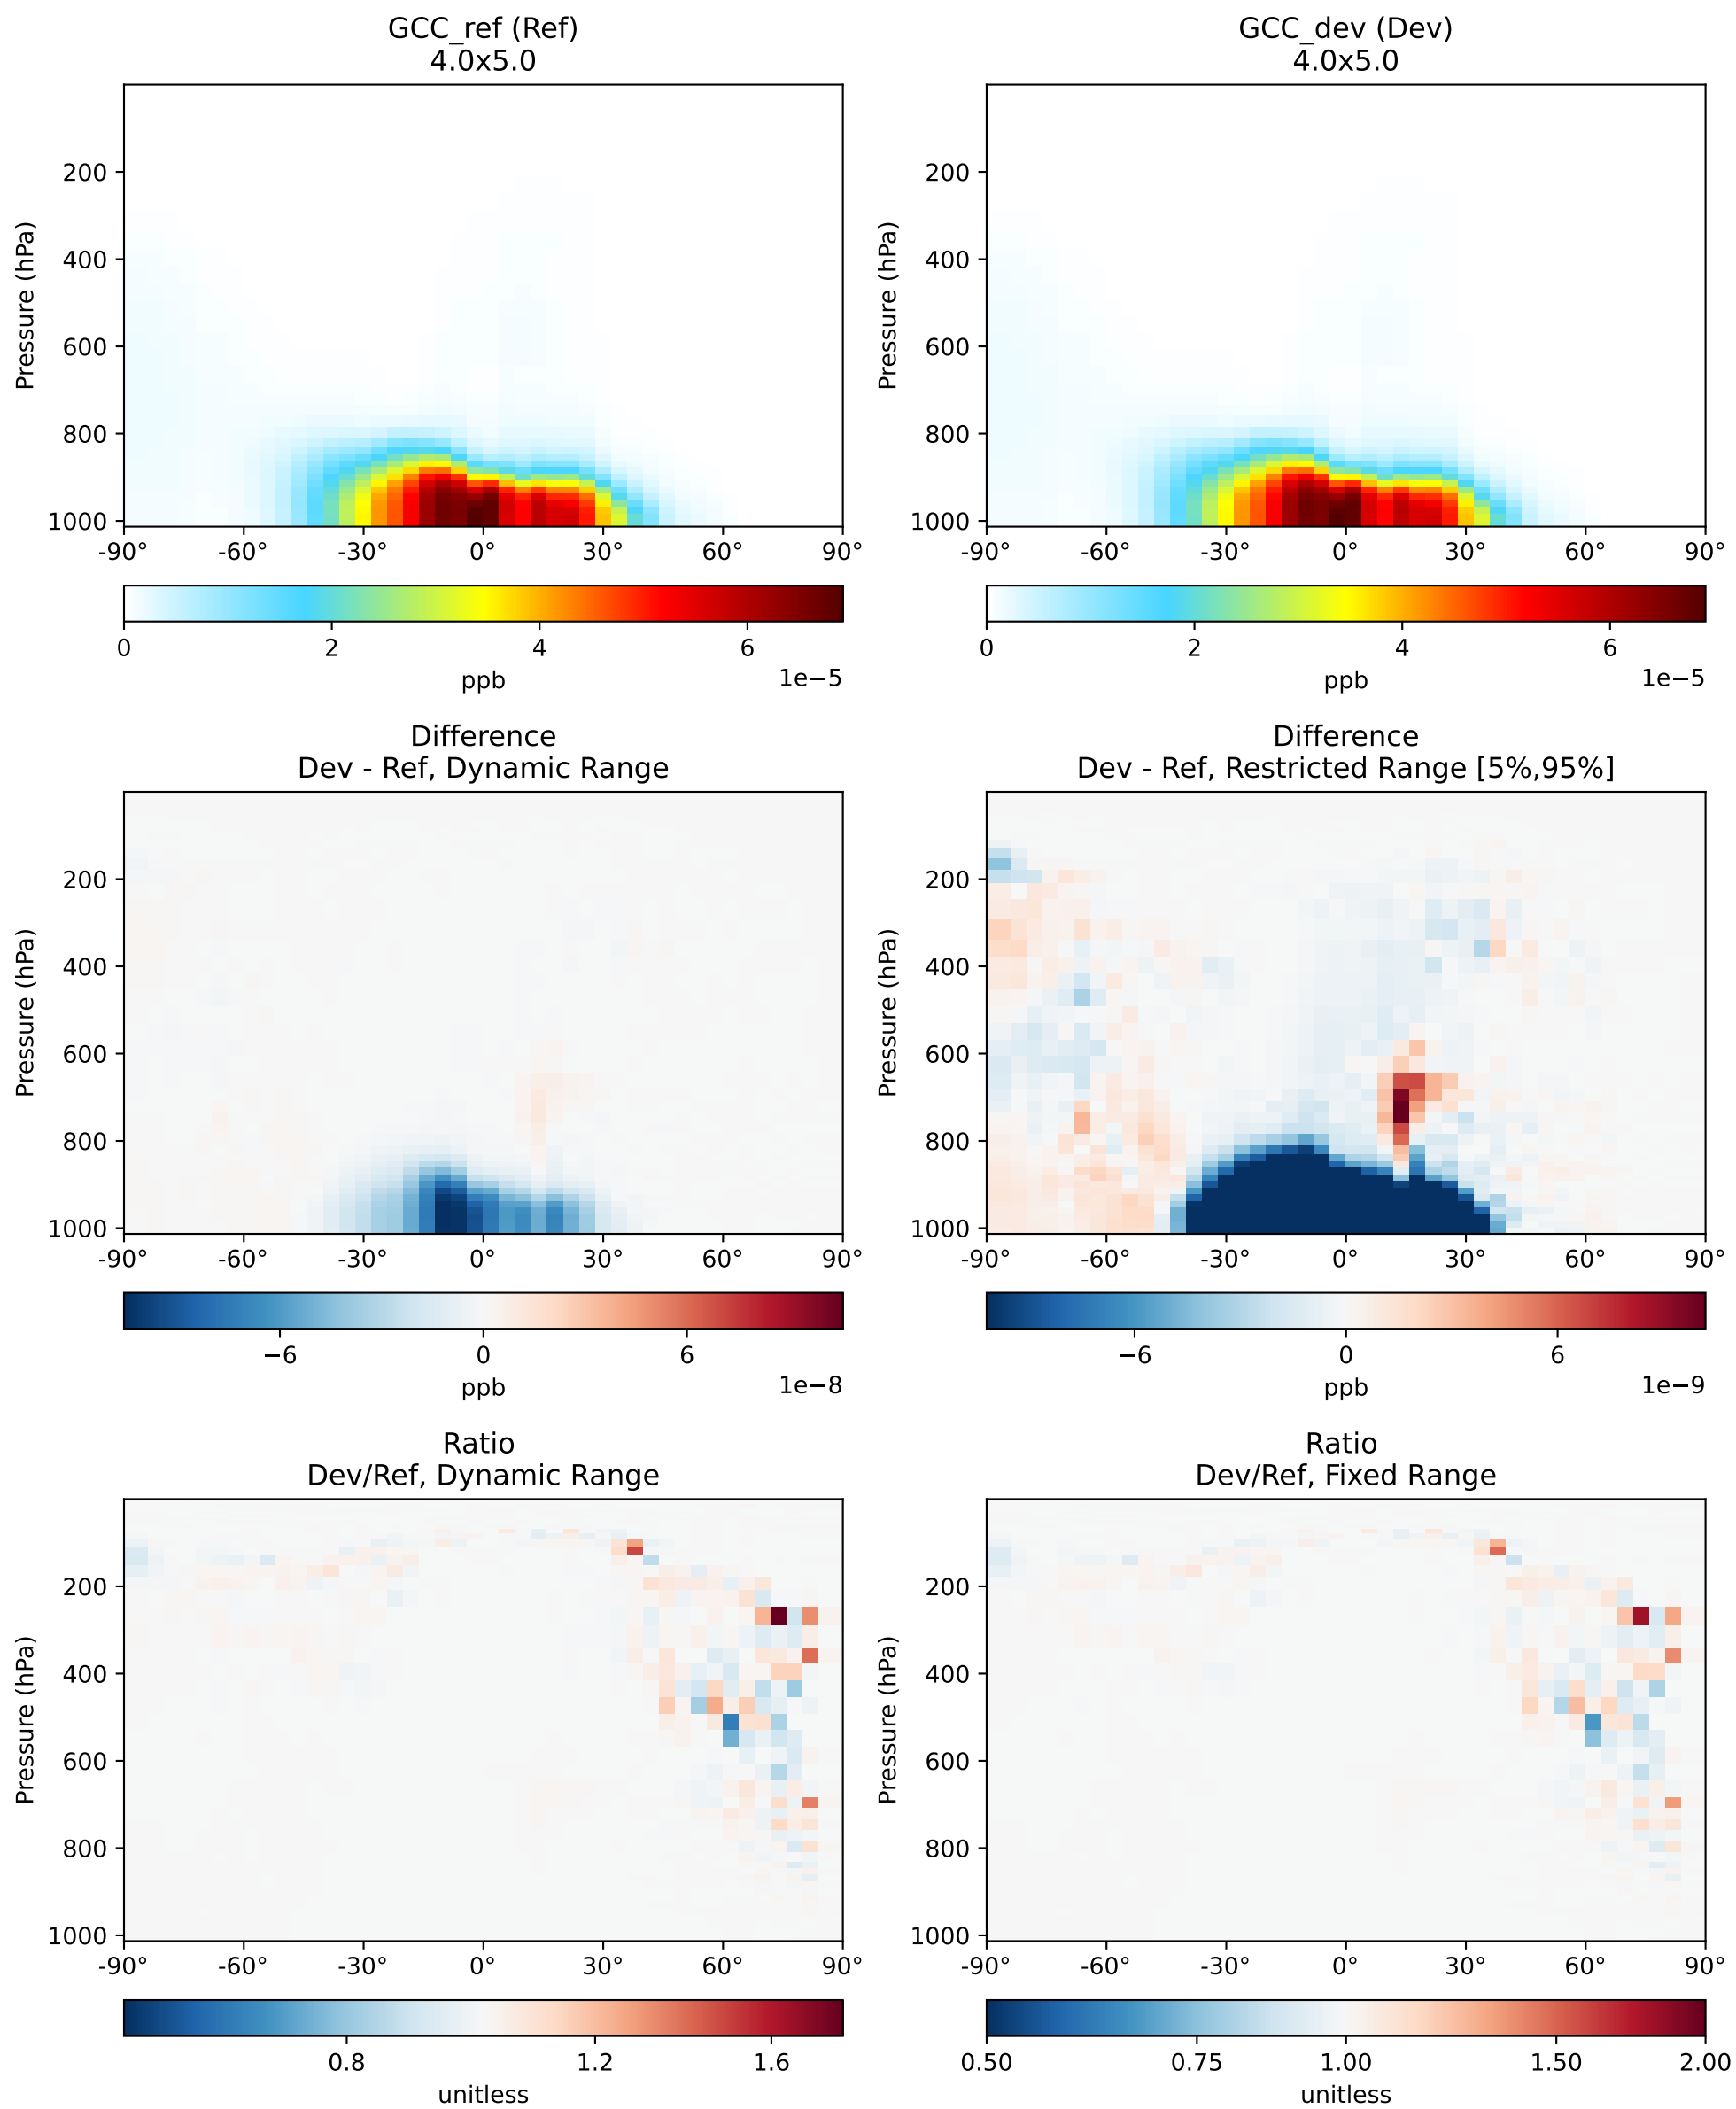 GCC_ref (Ref)
4.0x5.0
Pressure (hPa)
200
400
600
800
1000
-90° -60° -30° 0° 30° 60° 90°
0 2 4 6
ppb
1e−5
GCC_dev (Dev)
4.0x5.0
Pressure (hPa)
200
400
600
800
1000
-90° -60° -30° 0° 30° 60° 90°
0 2 4 6
ppb
1e−5
Difference
Dev - Ref, Dynamic Range
Pressure (hPa)
200
400
600
800
1000
-90° -60° -30° 0° 30° 60° 90°
−6 0 6
ppb
1e−8
Difference
Dev - Ref, Restricted Range [5%,95%]
Pressure (hPa)
200
400
600
800
1000
-90° -60° -30° 0° 30° 60° 90°
−6 0 6
ppb
1e−9
Ratio
Dev/Ref, Dynamic Range
Pressure (hPa)
200
400
600
800
1000
-90° -60° -30° 0° 30° 60° 90°
0.8 1.2 1.6
unitless
Ratio
Dev/Ref, Fixed Range
Pressure (hPa)
200
400
600
800
1000
-90° -60° -30° 0° 30° 60° 90°
0.50 0.75 1.00 1.50 2.00
unitless